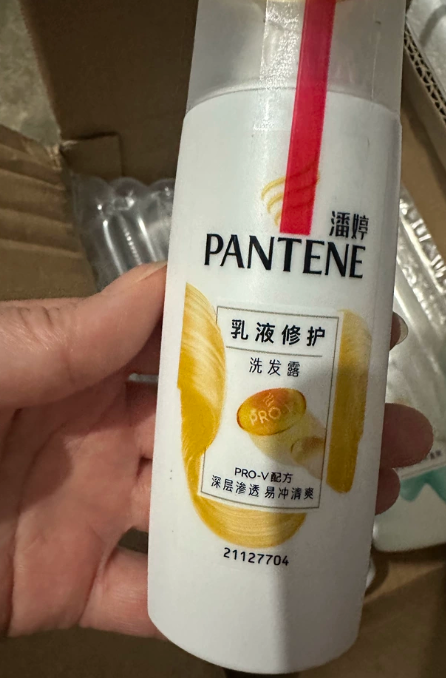 潘婷
PANTENE
乳液修护
洗发露
PRO-V
PRO-V配方
深层渗透 易冲清爽
21127704